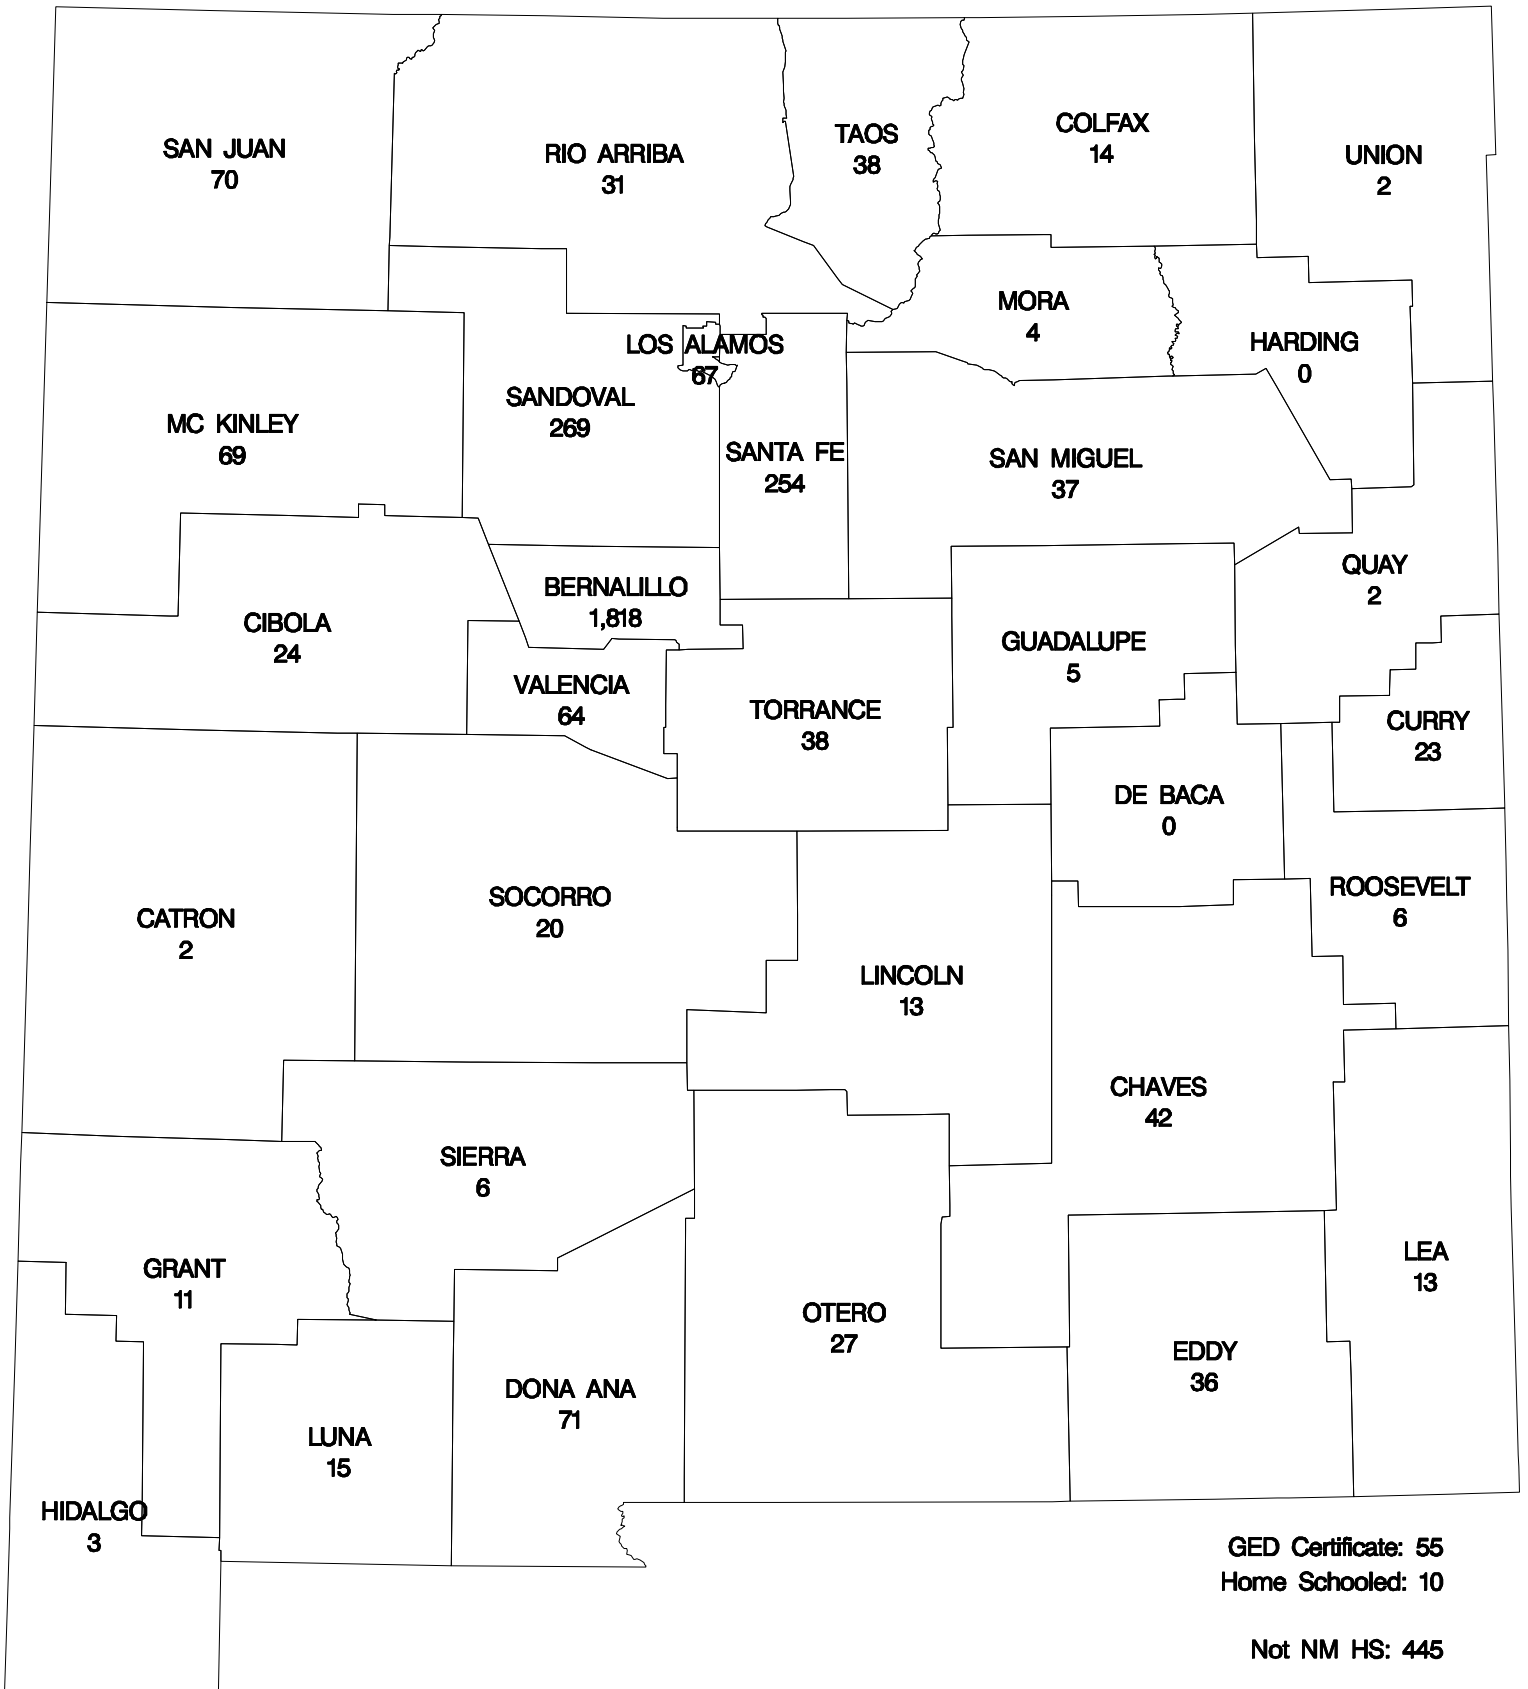 SAN JUAN
70
RIO ARRIBA
31
TAOS
38
COLFAX
14
UNION
2
MORA
4
HARDING
0
LOS ALAMOS
67
SANDOVAL
269
MC KINLEY
69
SANTA FE
254
SAN MIGUEL
37
QUAY
2
BERNALILLO
1,818
CIBOLA
24
GUADALUPE
5
VALENCIA
64
TORRANCE
38
CURRY
23
DE BACA
0
ROOSEVELT
6
SOCORRO
20
CATRON
2
LINCOLN
13
CHAVES
42
SIERRA
6
LEA
13
GRANT
11
OTERO
27
EDDY
36
DONA ANA
71
LUNA
15
HIDALGO
3
GED Certificate: 55
Home Schooled: 10
Not NM HS: 445